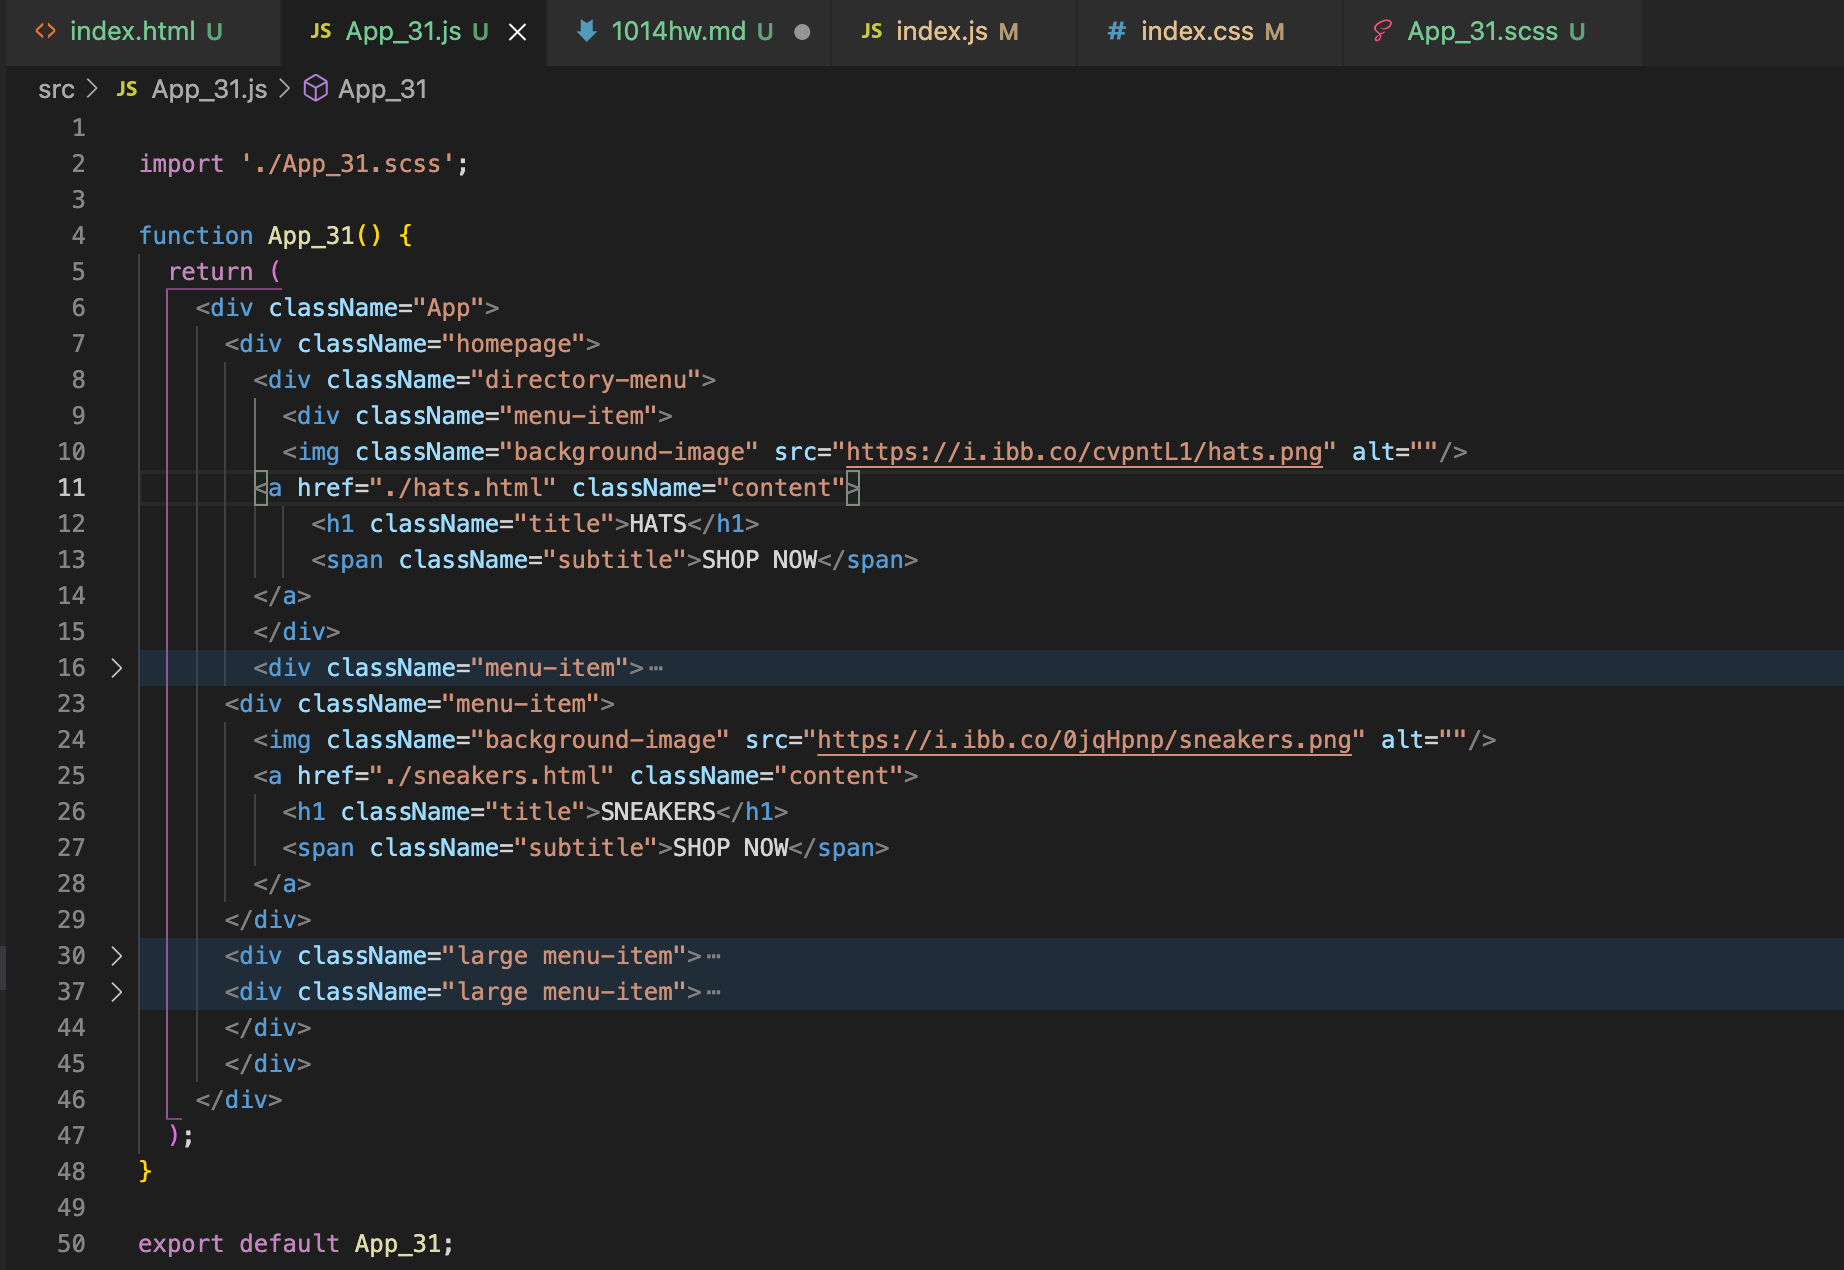 index.html U JS App_31.js U 1014hw.md U JS index.js M # index.css M App_31.scss U
src > JS App_31.js > App_31
1
2 import './App_31.scss';
3
4 function App_31() {
5 return (
6 <div className="App">
7 <div className="homepage">
8 <div className="directory-menu">
9 <div className="menu-item">
10 <img className="background-image" src="https://i.ibb.co/cvpntL1/hats.png" alt=""/>
11 <a href="./hats.html" className="content">
12 <h1 className="title">HATS</h1>
13 <span className="subtitle">SHOP NOW</span>
14 </a>
15 </div>
16 <div className="menu-item">⋯
23 <div className="menu-item">
24 <img className="background-image" src="https://i.ibb.co/0jqHpnp/sneakers.png" alt=""/>
25 <a href="./sneakers.html" className="content">
26 <h1 className="title">SNEAKERS</h1>
27 <span className="subtitle">SHOP NOW</span>
28 </a>
29 </div>
30 <div className="large menu-item">⋯
37 <div className="large menu-item">⋯
44 </div>
45 </div>
46 </div>
47 );
48 }
49
50 export default App_31;